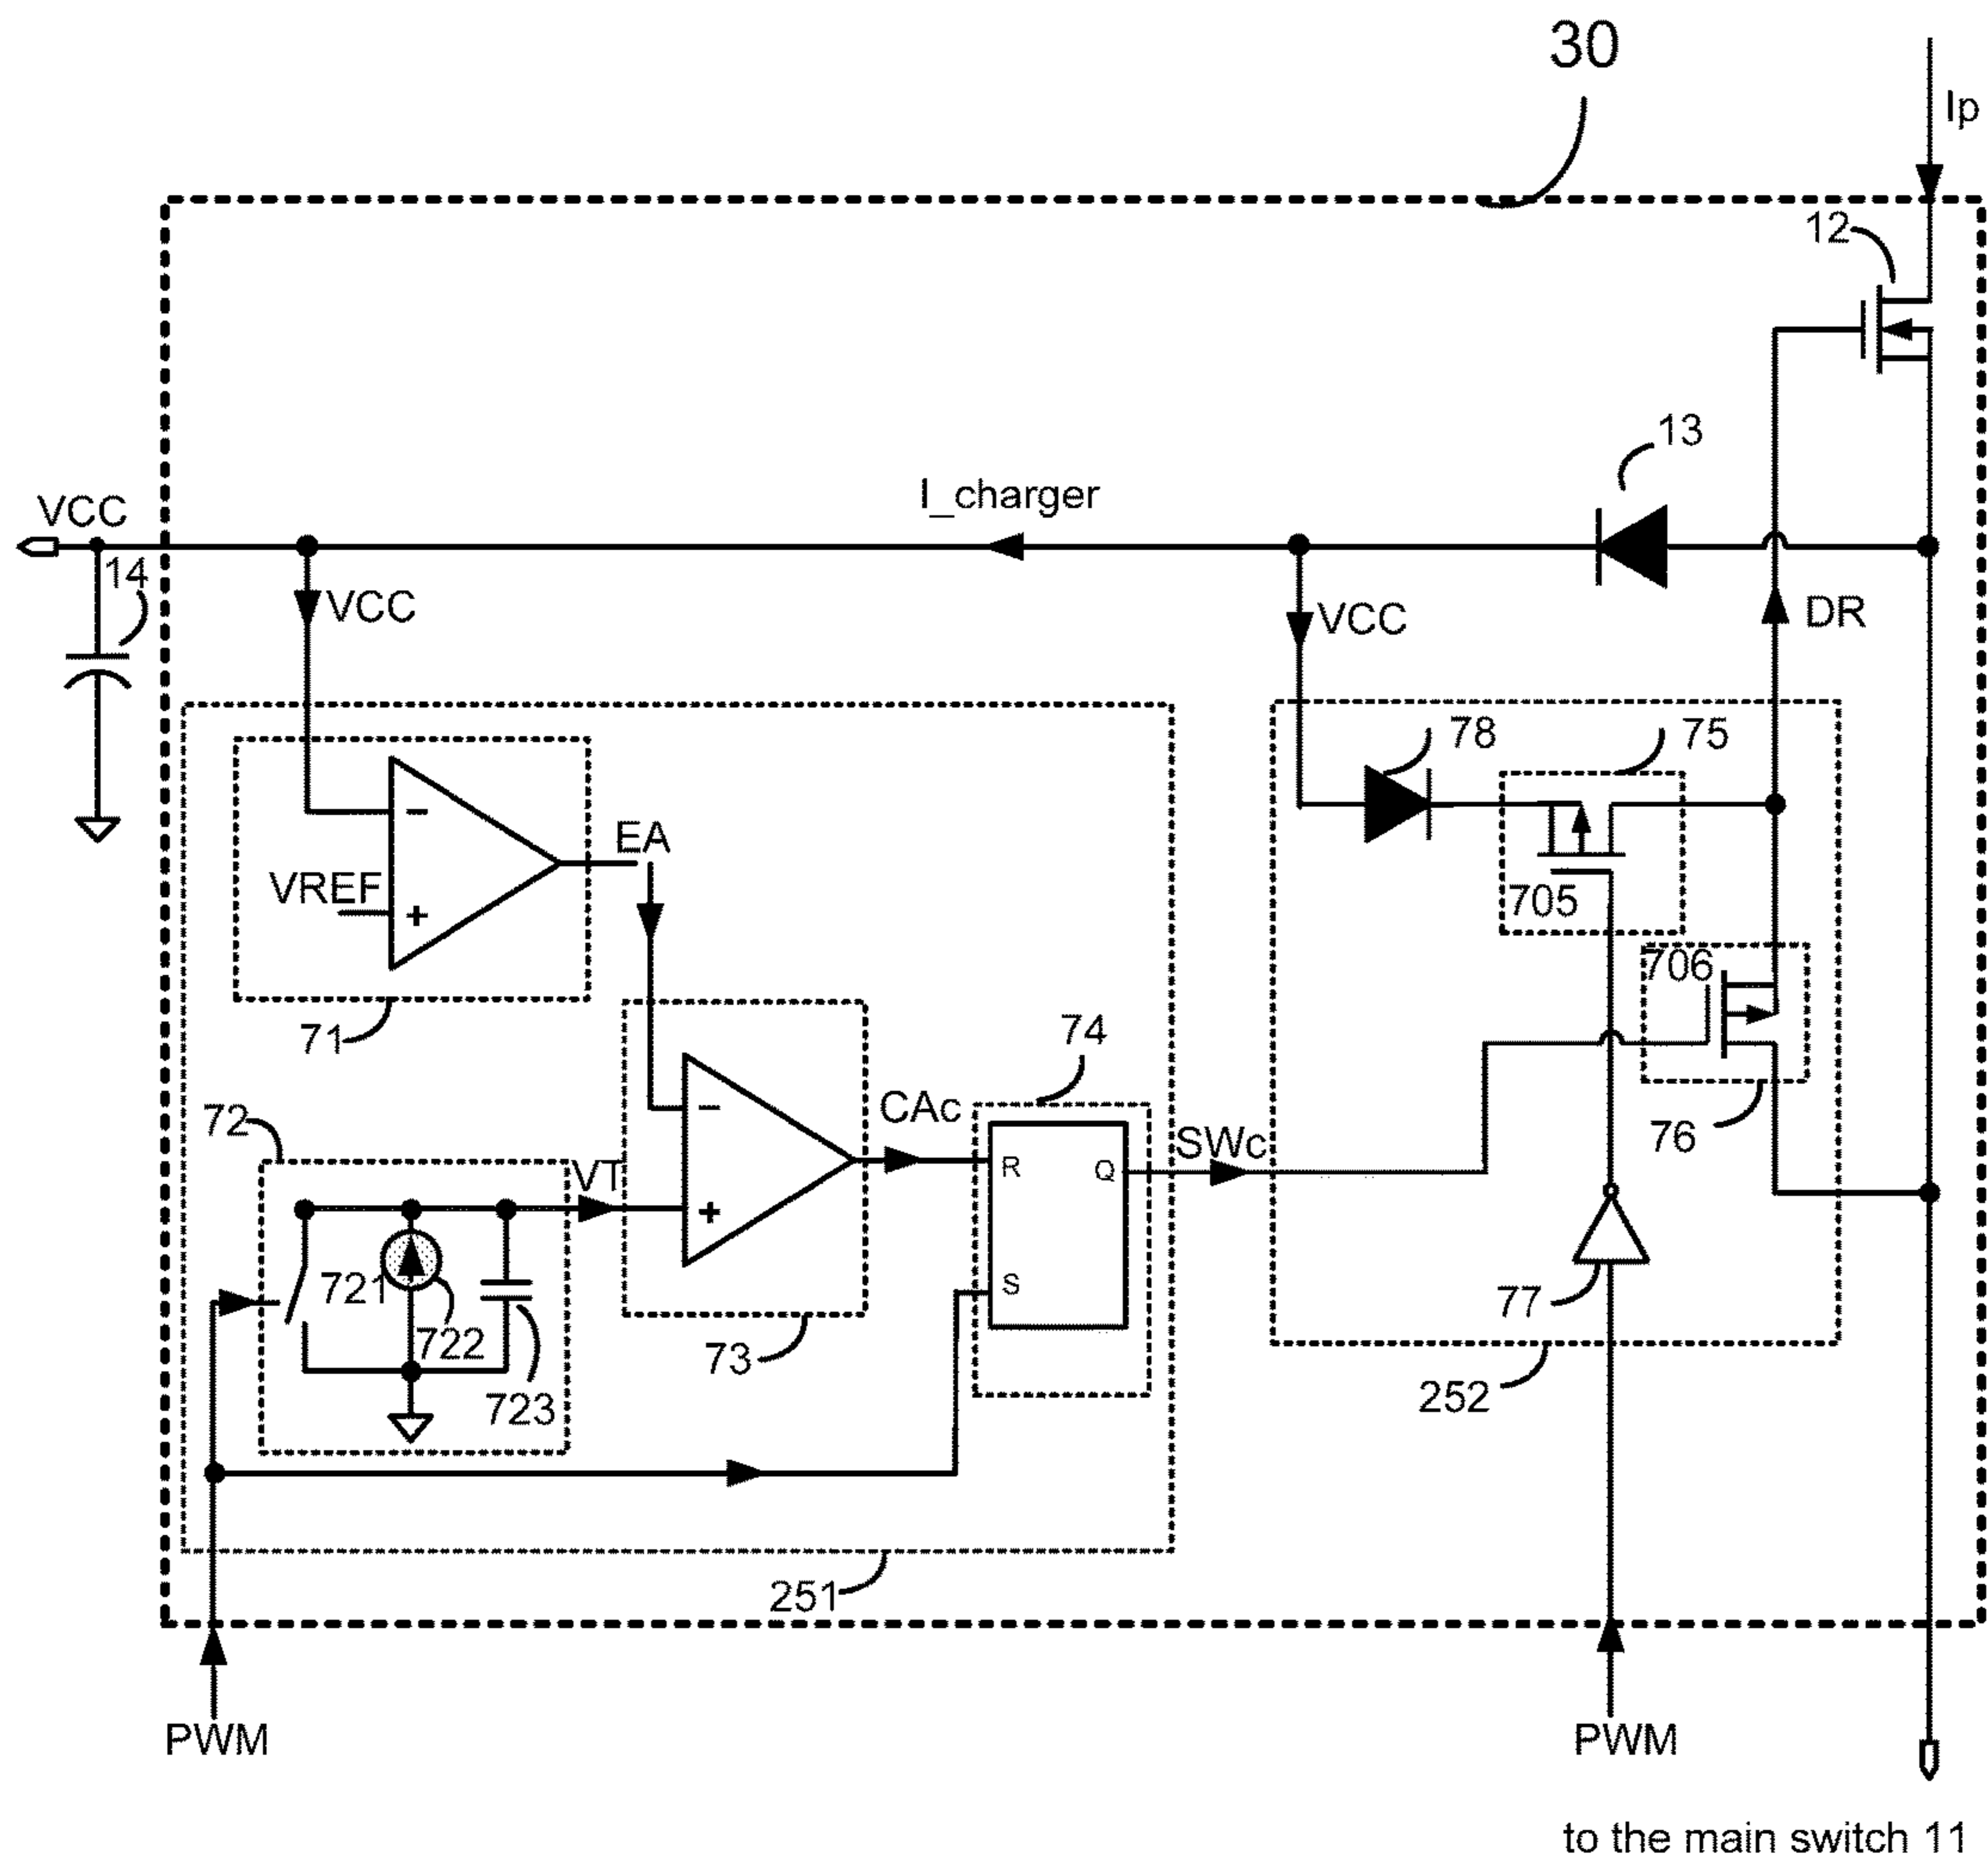 30
Ip
12
13
I_charger
VCC
14
VCC
VCC
DR
78
75
EA
VREF
705
706
71
74
72
CAc
76
SWc
VT
R
Q
721
S
77
722
73
723
252
251
PWM
PWM
to the main switch 11